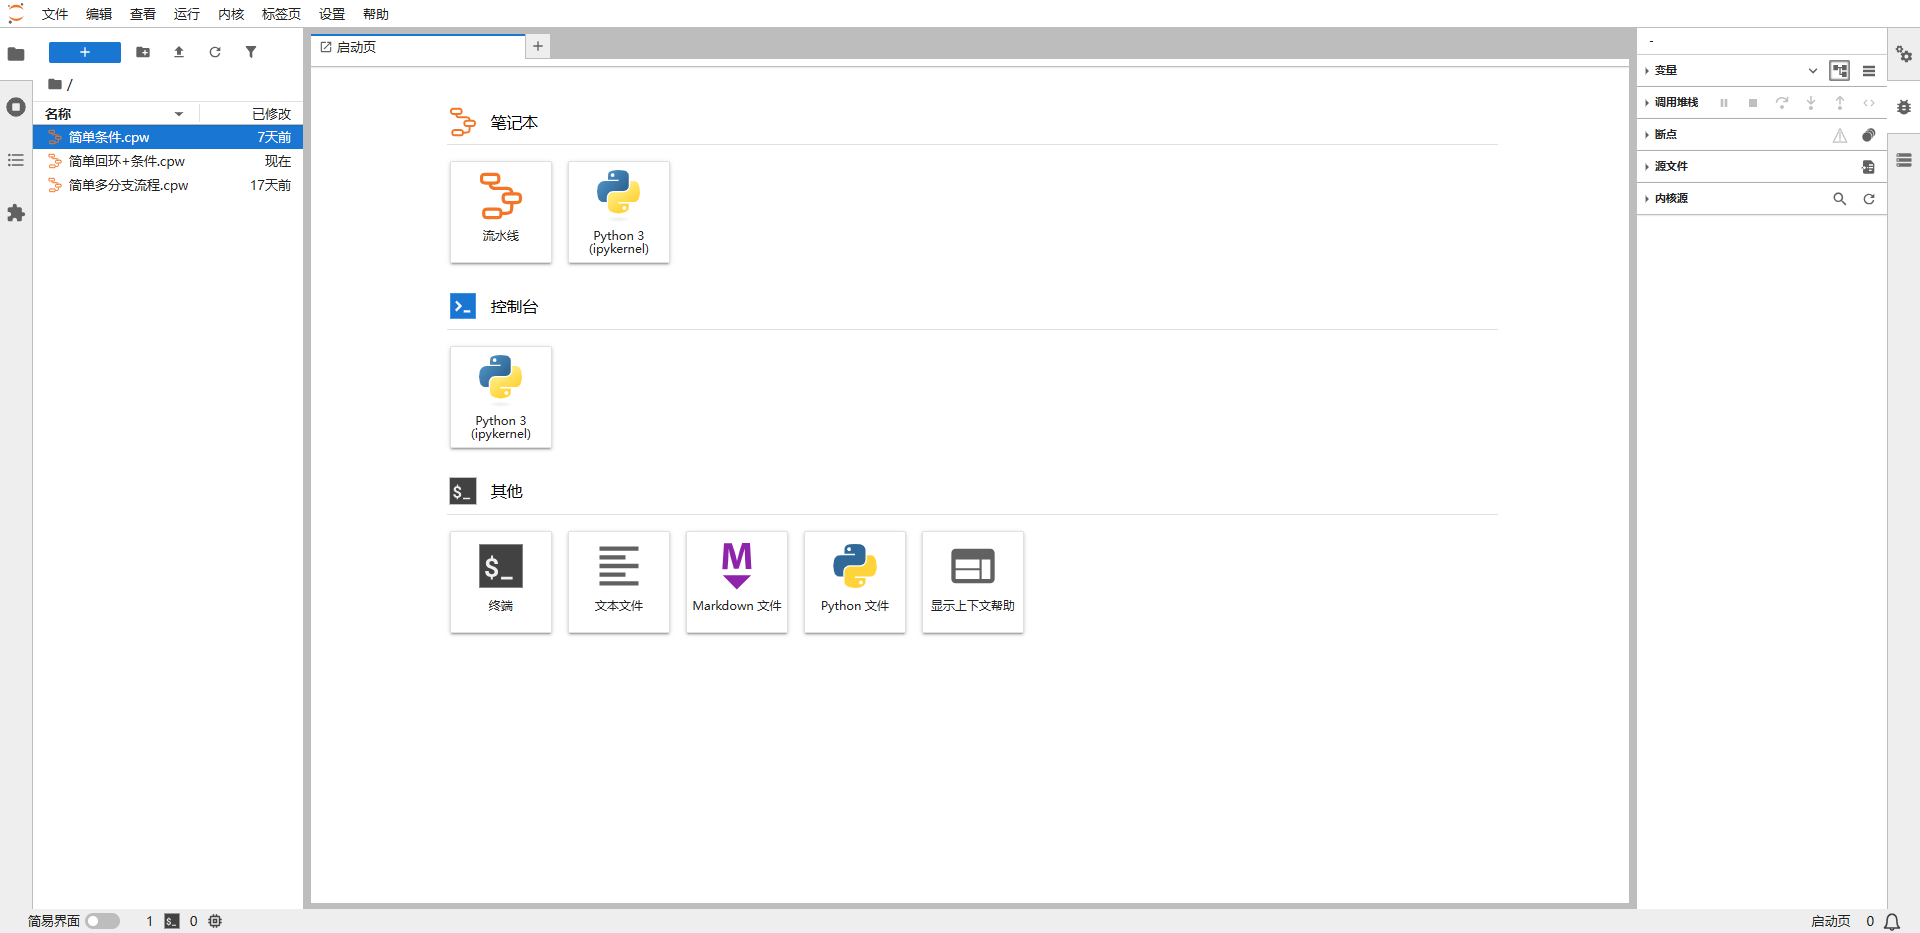 文件 编辑 查看 运行 内核 标签页 设置 帮助
启动页
/
名称 已修改
简单条件.cpw 7天前
简单回环+条件.cpw 现在
简单多分支流程.cpw 17天前
笔记本
流水线
Python 3
(ipykernel)
控制台
Python 3
(ipykernel)
其他
$_ 终端
文本文件
Markdown 文件
Python 文件
显示上下文帮助
-
变量
调用堆栈
断点
源文件
内核源
简易界面 1 $_ 0
启动页 0